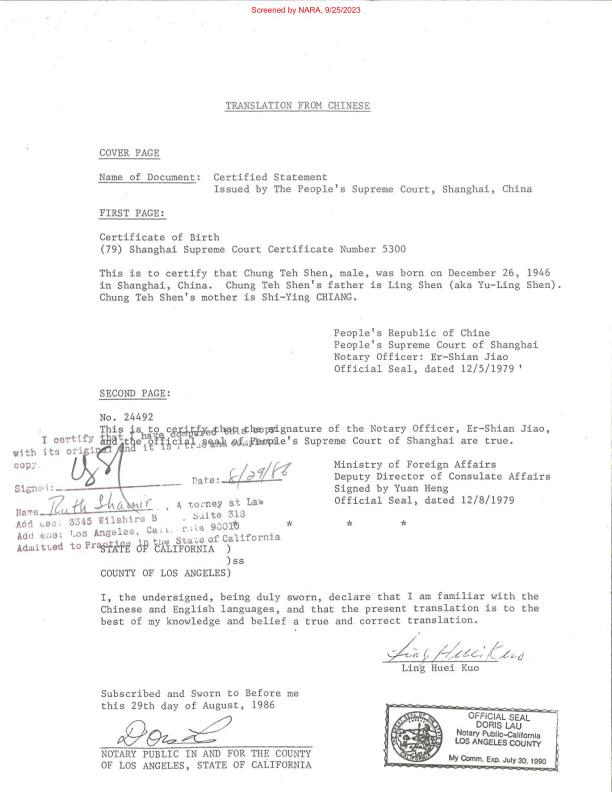 Screened by NARA, 9/25/2023
TRANSLATION FROM CHINESE
COVER PAGE
Name of Document: Certified Statement
Issued by The People's Supreme Court, Shanghai, China
FIRST PAGE:
Certificate of Birth
(79) Shanghai Supreme Court Certificate Number 5300
This is to certify that Chung Teh Shen, male, was born on December 26, 1946
in Shanghai, China. Chung Teh Shen's father is Ling Shen (aka Yu-Ling Shen).
Chung Teh Shen's mother is Shi-Ying CHIANG.
People's Republic of Chine
People's Supreme Court of Shanghai
Notary Officer: Er-Shian Jiao
Official Seal, dated 12/5/1979
SECOND PAGE:
No. 24492
This is to certify that the signature of the Notary Officer, Er-Shian Jiao,
and the official seal of People's Supreme Court of Shanghai are true.
I certify that I have compared this copy
with its original and it is a true
copy.
Signed:
Date: 8/29/86
Name Ruth Shamir, A torney at Law
Add ess: 3345 Wilshire B , Suite 318
Add ess: Los Angeles, Ca 90010
Admitted to Practice in the State of California
Ministry of Foreign Affairs
Deputy Director of Consulate Affairs
Signed by Yuan Heng
Official Seal, dated 12/8/1979
* * * *
STATE OF CALIFORNIA )
)ss
COUNTY OF LOS ANGELES)
I, the undersigned, being duly sworn, declare that I am familiar with the
Chinese and English languages, and that the present translation is to the
best of my knowledge and belief a true and correct translation.
Ling Huei Kuo
Ling Huei Kuo
Subscribed and Sworn to Before me
this 29th day of August, 1986
NOTARY PUBLIC IN AND FOR THE COUNTY
OF LOS ANGELES, STATE OF CALIFORNIA
OFFICIAL SEAL
DORIS LAU
Notary Public-California
LOS ANGELES COUNTY
My Comm. Exp. July 30, 1990